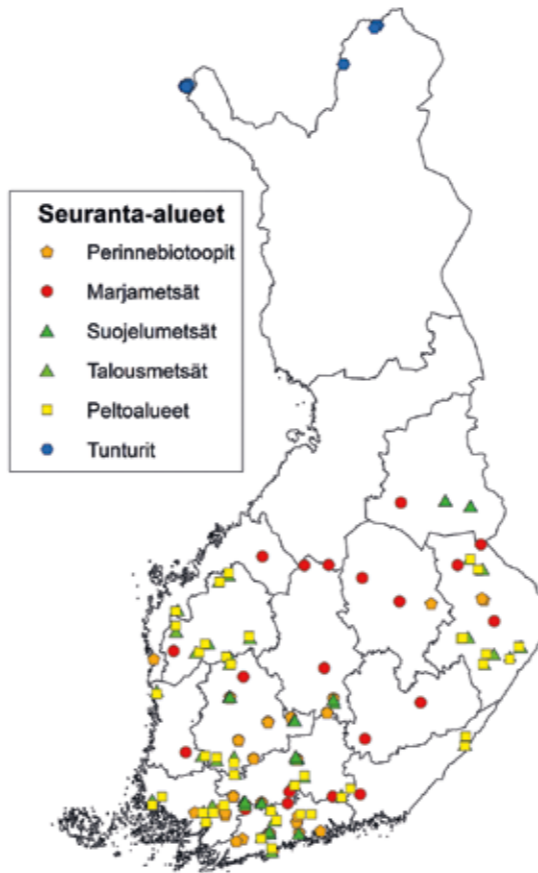 Seuranta-alueet
Perinnebiotoopit
Marjametsät
Suojelumetsät
Talousmetsät
Peltoalueet
Tunturit